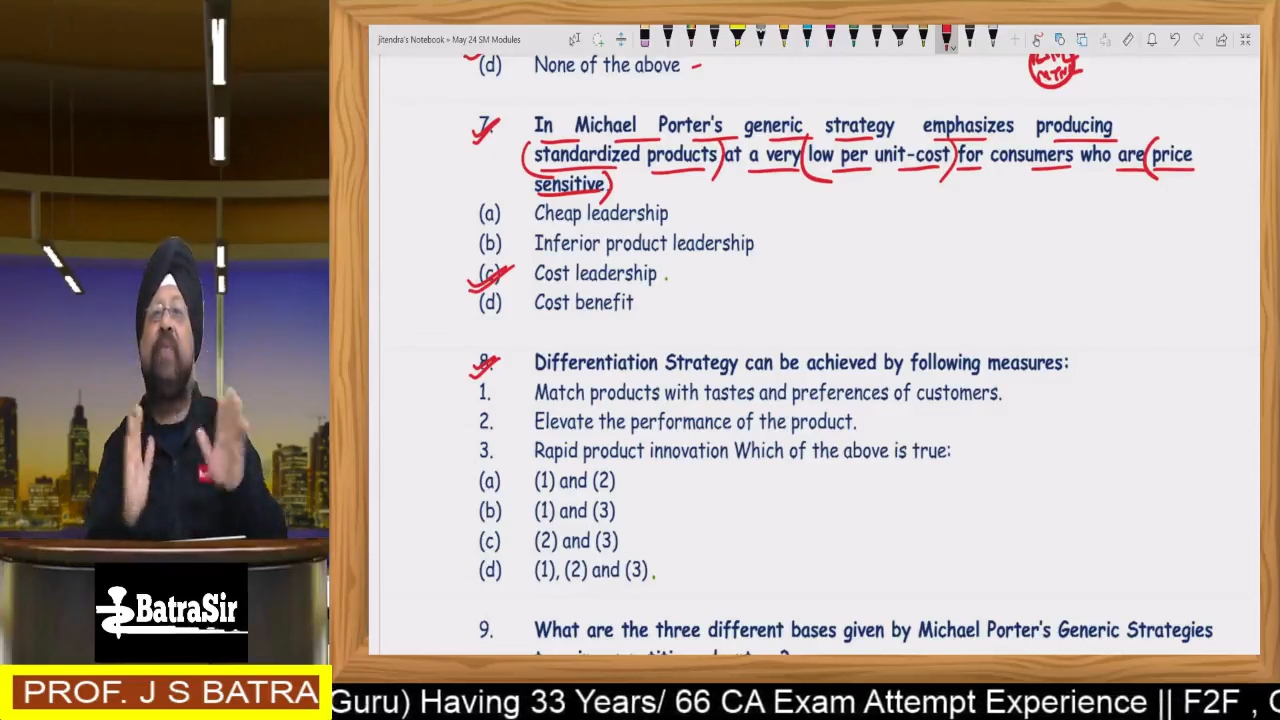 jitendra's Notebook » May 24 SM Modules
(d) None of the above
7. In Michael Porter's generic strategy emphasizes producing
standardized products at a very low per unit-cost for consumers who are price
sensitive
(a) Cheap leadership
(b) Inferior product leadership
(c) Cost leadership .
(d) Cost benefit
8. Differentiation Strategy can be achieved by following measures:
1. Match products with tastes and preferences of customers.
2. Elevate the performance of the product.
3. Rapid product innovation Which of the above is true:
(a) (1) and (2)
(b) (1) and (3)
(c) (2) and (3)
(d) (1), (2) and (3).
9. What are the three different bases given by Michael Porter's Generic Strategies
BatraSir
PROF. J S BATRA
Guru) Having 33 Years/ 66 CA Exam Attempt Experience || F2F ,